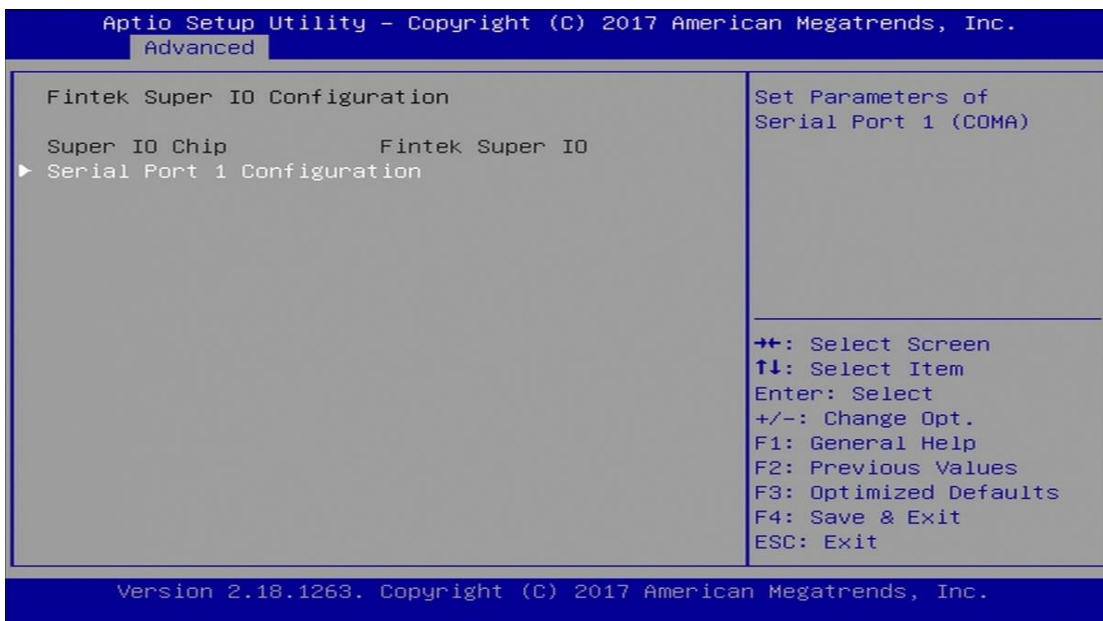 Aptio Setup Utility – Copyright (C) 2017 American Megatrends, Inc.
Advanced
Fintek Super IO Configuration
Super IO Chip Fintek Super IO
► Serial Port 1 Configuration
Set Parameters of
Serial Port 1 (COMA)
→←: Select Screen
↑↓: Select Item
Enter: Select
+/-: Change Opt.
F1: General Help
F2: Previous Values
F3: Optimized Defaults
F4: Save & Exit
ESC: Exit
Version 2.18.1263. Copyright (C) 2017 American Megatrends, Inc.